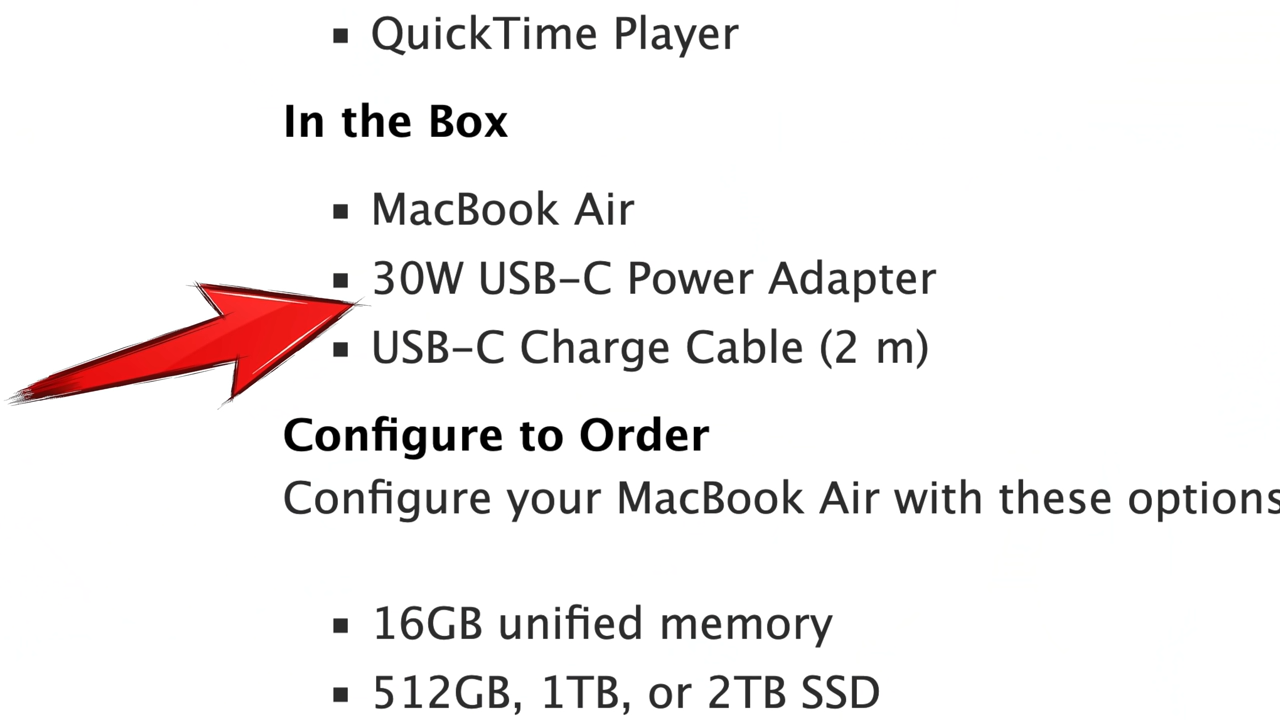 ▪ QuickTime Player
In the Box
▪ MacBook Air
▪ 30W USB-C Power Adapter
▪ USB-C Charge Cable (2 m)
Configure to Order
Configure your MacBook Air with these options
▪ 16GB unified memory
▪ 512GB, 1TB, or 2TB SSD